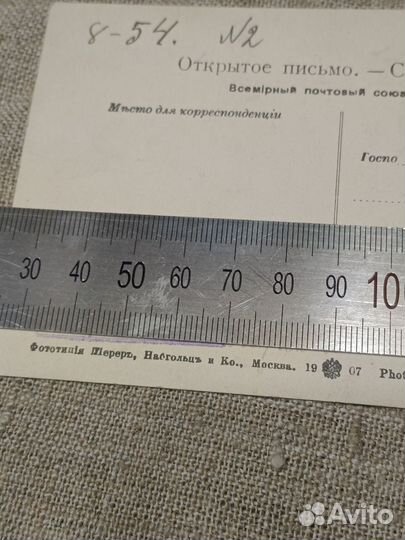 8-54. №2
Открытое письмо. — С
Всемірный почтовый союз
Мѣсто для корреспонденціи
Госпо
30 40 50 60 70 80 90 10
Фототипія Шереръ, Набгольцъ и Ко., Москва. 19 07 Phot
Avito